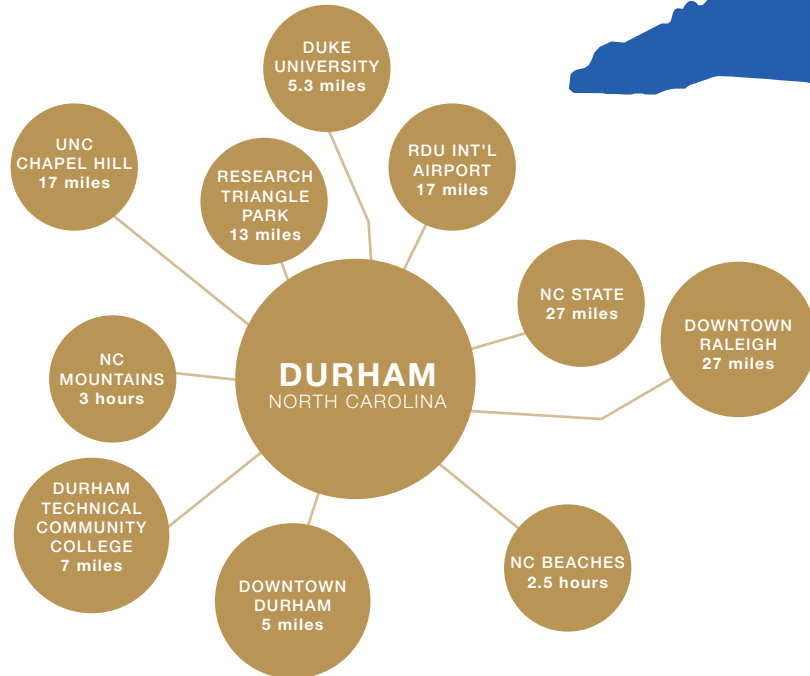 DUKE
UNIVERSITY
5.3 miles
UNC
CHAPEL HILL
17 miles
RDU INT'L
AIRPORT
17 miles
RESEARCH
TRIANGLE
PARK
13 miles
NC STATE
27 miles
DOWNTOWN
RALEIGH
27 miles
NC
MOUNTAINS
3 hours
DURHAM
NORTH CAROLINA
DURHAM
TECHNICAL
COMMUNITY
COLLEGE
7 miles
DOWNTOWN
DURHAM
5 miles
NC BEACHES
2.5 hours